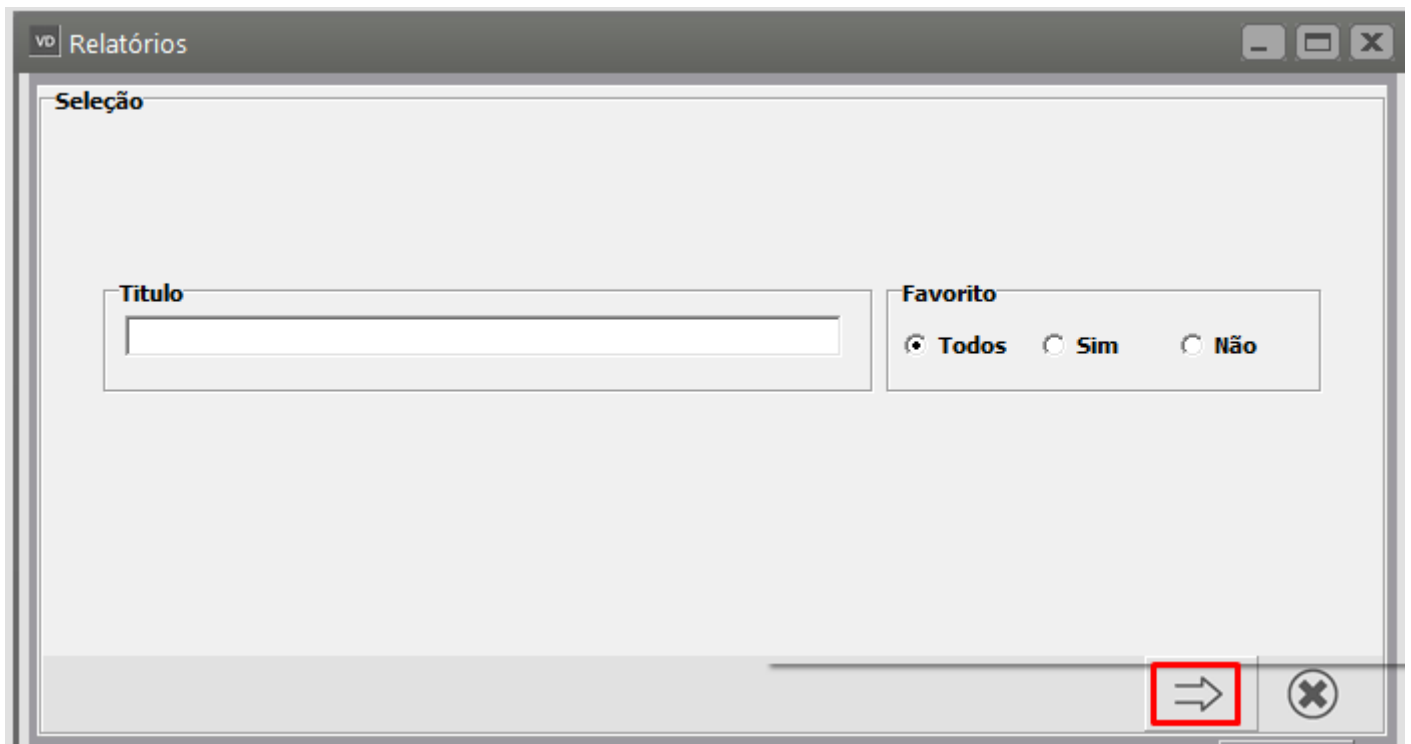 VD Relatórios
Seleção
Titulo
Favorito
Todos Sim Não